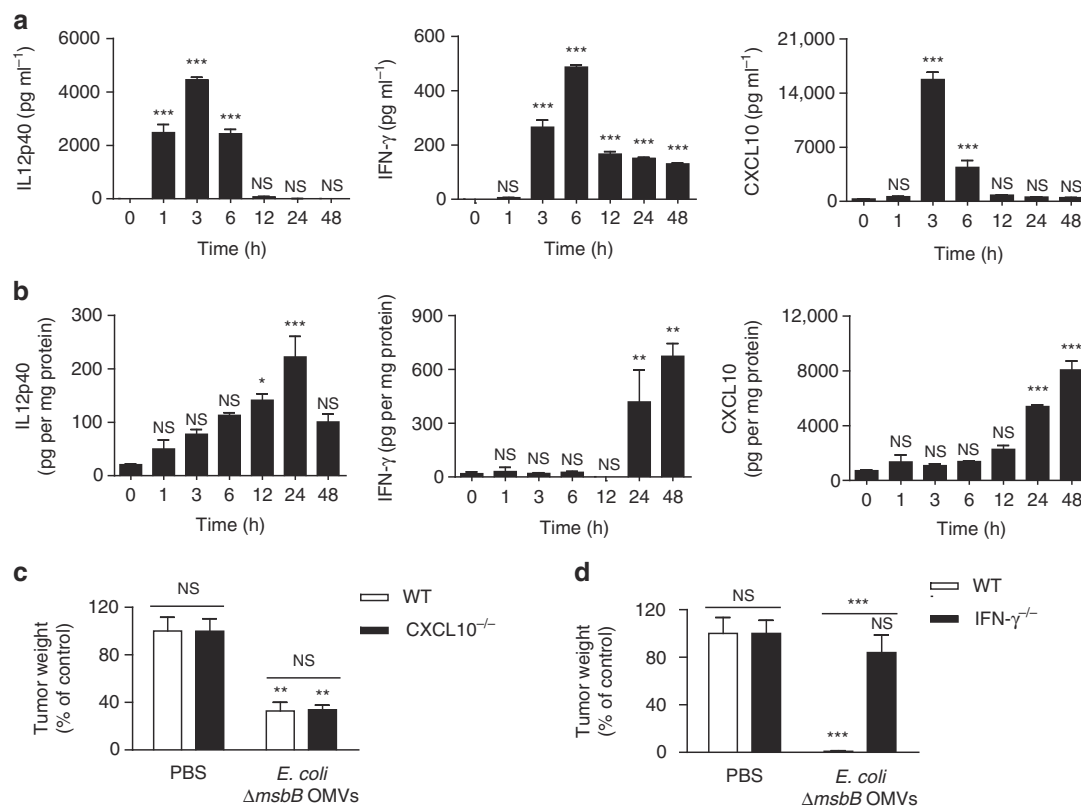 a
IL12p40 (pg ml⁻¹)
6000
4000
2000
0
***
***
***
NS
NS
NS
0 1 3 6 12 24 48
Time (h)
IFN-γ (pg ml⁻¹)
600
400
200
0
NS
***
***
***
***
***
0 1 3 6 12 24 48
Time (h)
CXCL10 (pg ml⁻¹)
21,000
14,000
7000
0
NS
***
***
NS
NS
NS
0 1 3 6 12 24 48
Time (h)
b
IL12p40
(pg per mg protein)
300
200
100
0
NS
NS
NS
*
***
NS
0 1 3 6 12 24 48
Time (h)
IFN-γ (pg per mg protein)
900
600
300
0
NS
NS
NS
NS
**
**
0 1 3 6 12 24 48
Time (h)
CXCL10
(pg per mg protein)
12,000
8000
4000
0
NS
NS
NS
NS
***
***
0 1 3 6 12 24 48
Time (h)
c
Tumor weight
(% of control)
120
80
40
0
NS
NS
**
**
WT
CXCL10⁻/⁻
PBS
E. coli
ΔmsbB OMVs
d
Tumor weight
(% of control)
120
80
40
0
NS
***
***
NS
WT
IFN-γ⁻/⁻
PBS
E. coli
ΔmsbB OMVs